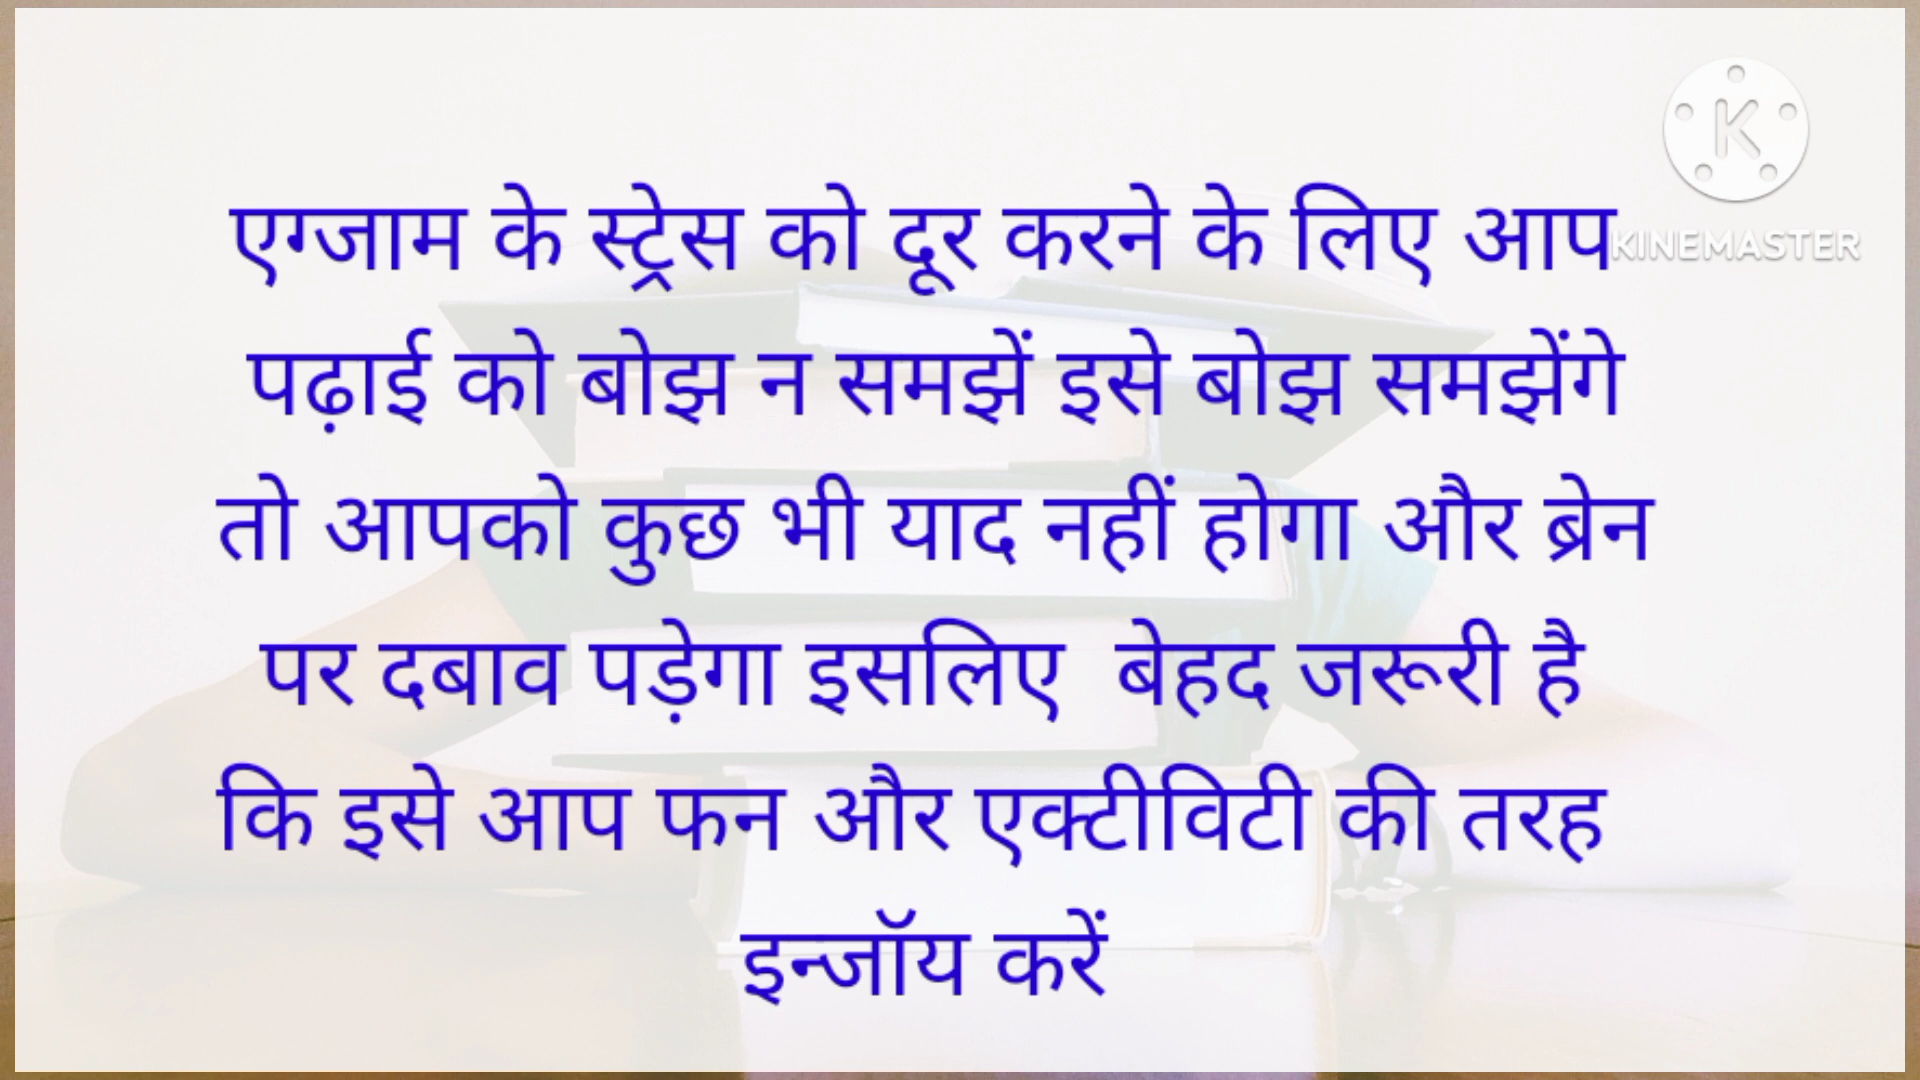 एग्जाम के स्ट्रेस को दूर करने के लिए आप
पढ़ाई को बोझ न समझें इसे बोझ समझेंगे
तो आपको कुछ भी याद नहीं होगा और ब्रेन
पर दबाव पड़ेगा इसलिए  बेहद जरूरी है
कि इसे आप फन और एक्टीविटी की तरह
इन्जॉय करें
K
KINEMASTER